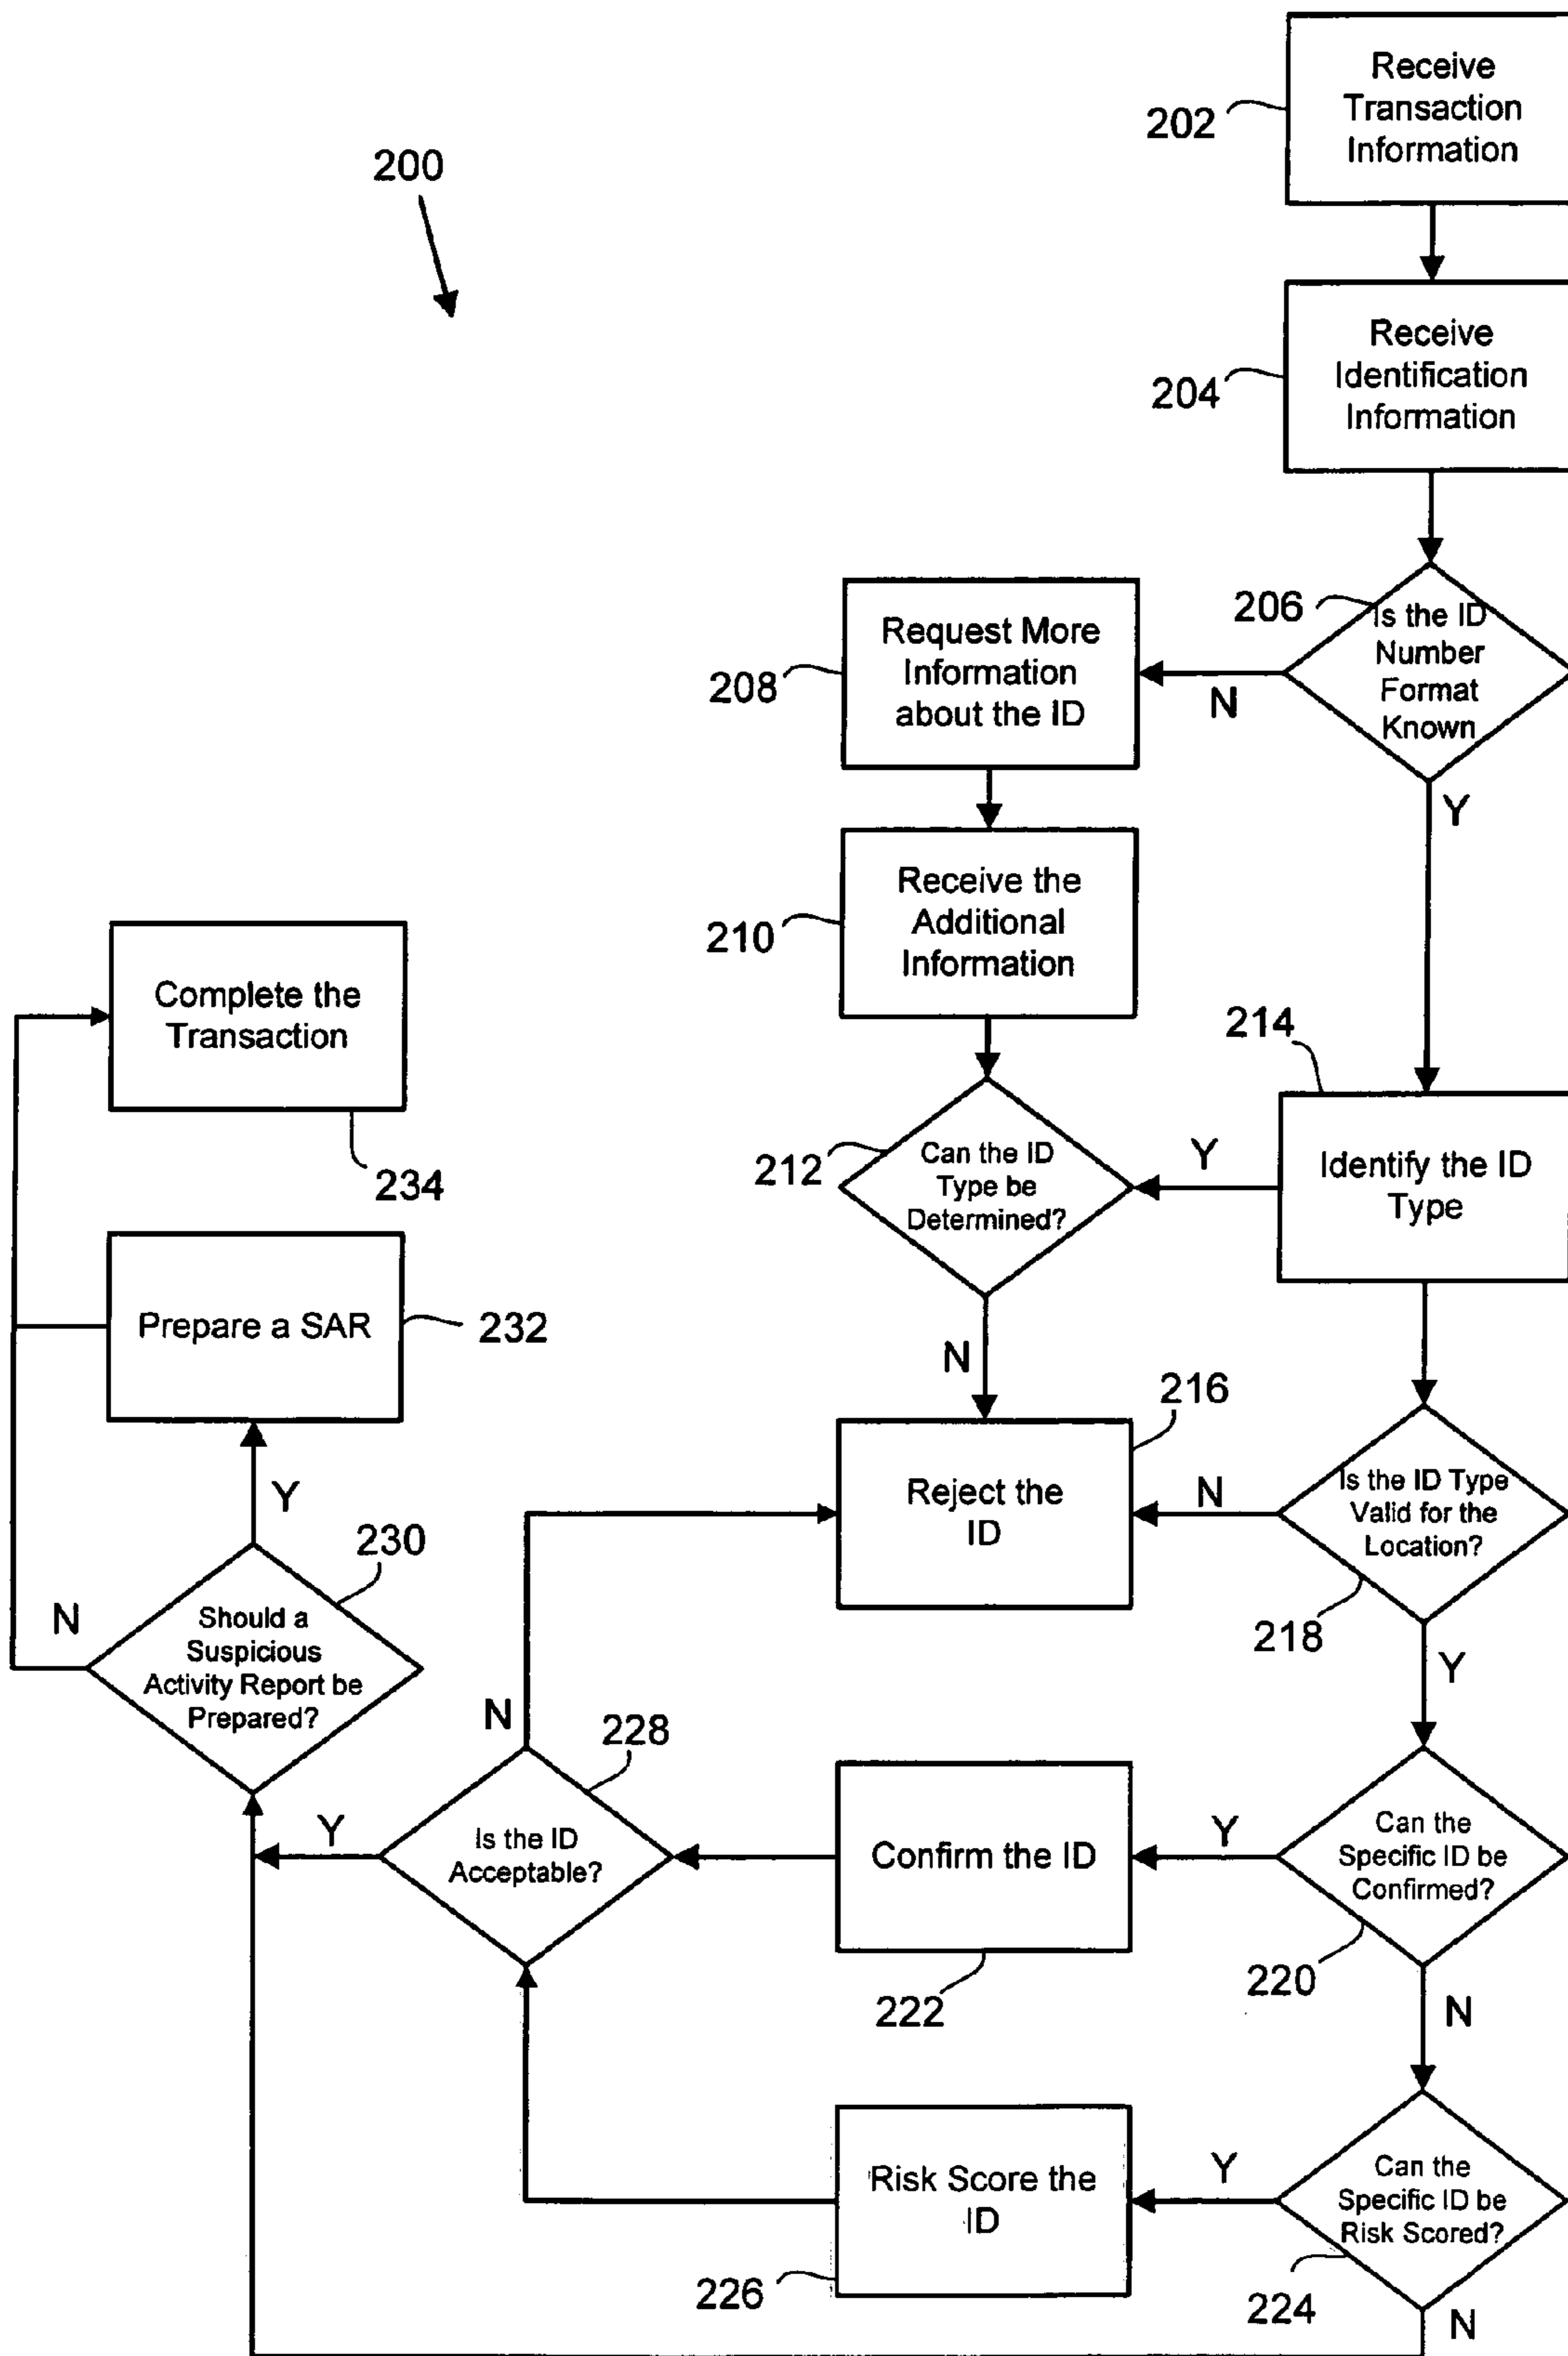 200
202
Receive
Transaction
Information
204
Receive
Identification
Information
206
Is the ID
Number
Format
Known
N
Y
208
Request More
Information
about the ID
210
Receive the
Additional
Information
212
Can the ID
Type be
Determined?
Y
N
214
Identify the ID
Type
216
Reject the
ID
218
Is the ID Type
Valid for the
Location?
N
Y
220
Can the
Specific ID be
Confirmed?
Y
N
222
Confirm the ID
224
Can the
Specific ID be
Risk Scored?
Y
N
226
Risk Score the
ID
228
Is the ID
Acceptable?
N
Y
230
Should a
Suspicious
Activity Report be
Prepared?
N
Y
232
Prepare a SAR
234
Complete the
Transaction